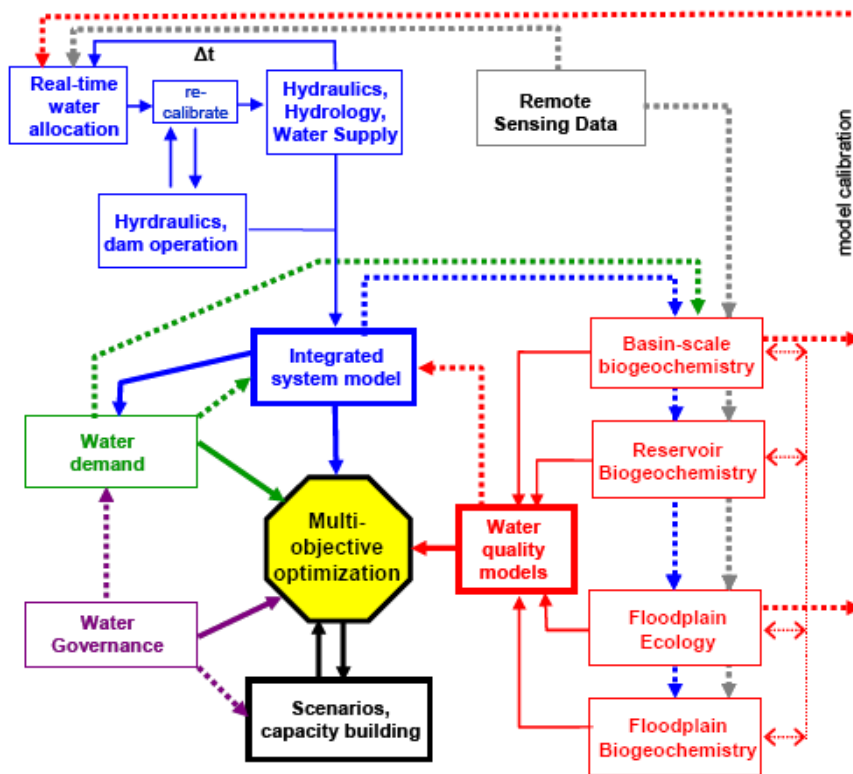 Δt
Real-time
water
allocation
re-
calibrate
Hydraulics,
Hydrology,
Water Supply
Remote
Sensing Data
model calibration
Hyrdraulics,
dam operation
Integrated
system model
Basin-scale
biogeochemistry
Water
demand
Reservoir
Biogeochemistry
Multi-
objective
optimization
Water
quality
models
Water
Governance
Floodplain
Ecology
Scenarios,
capacity building
Floodplain
Biogeochemistry